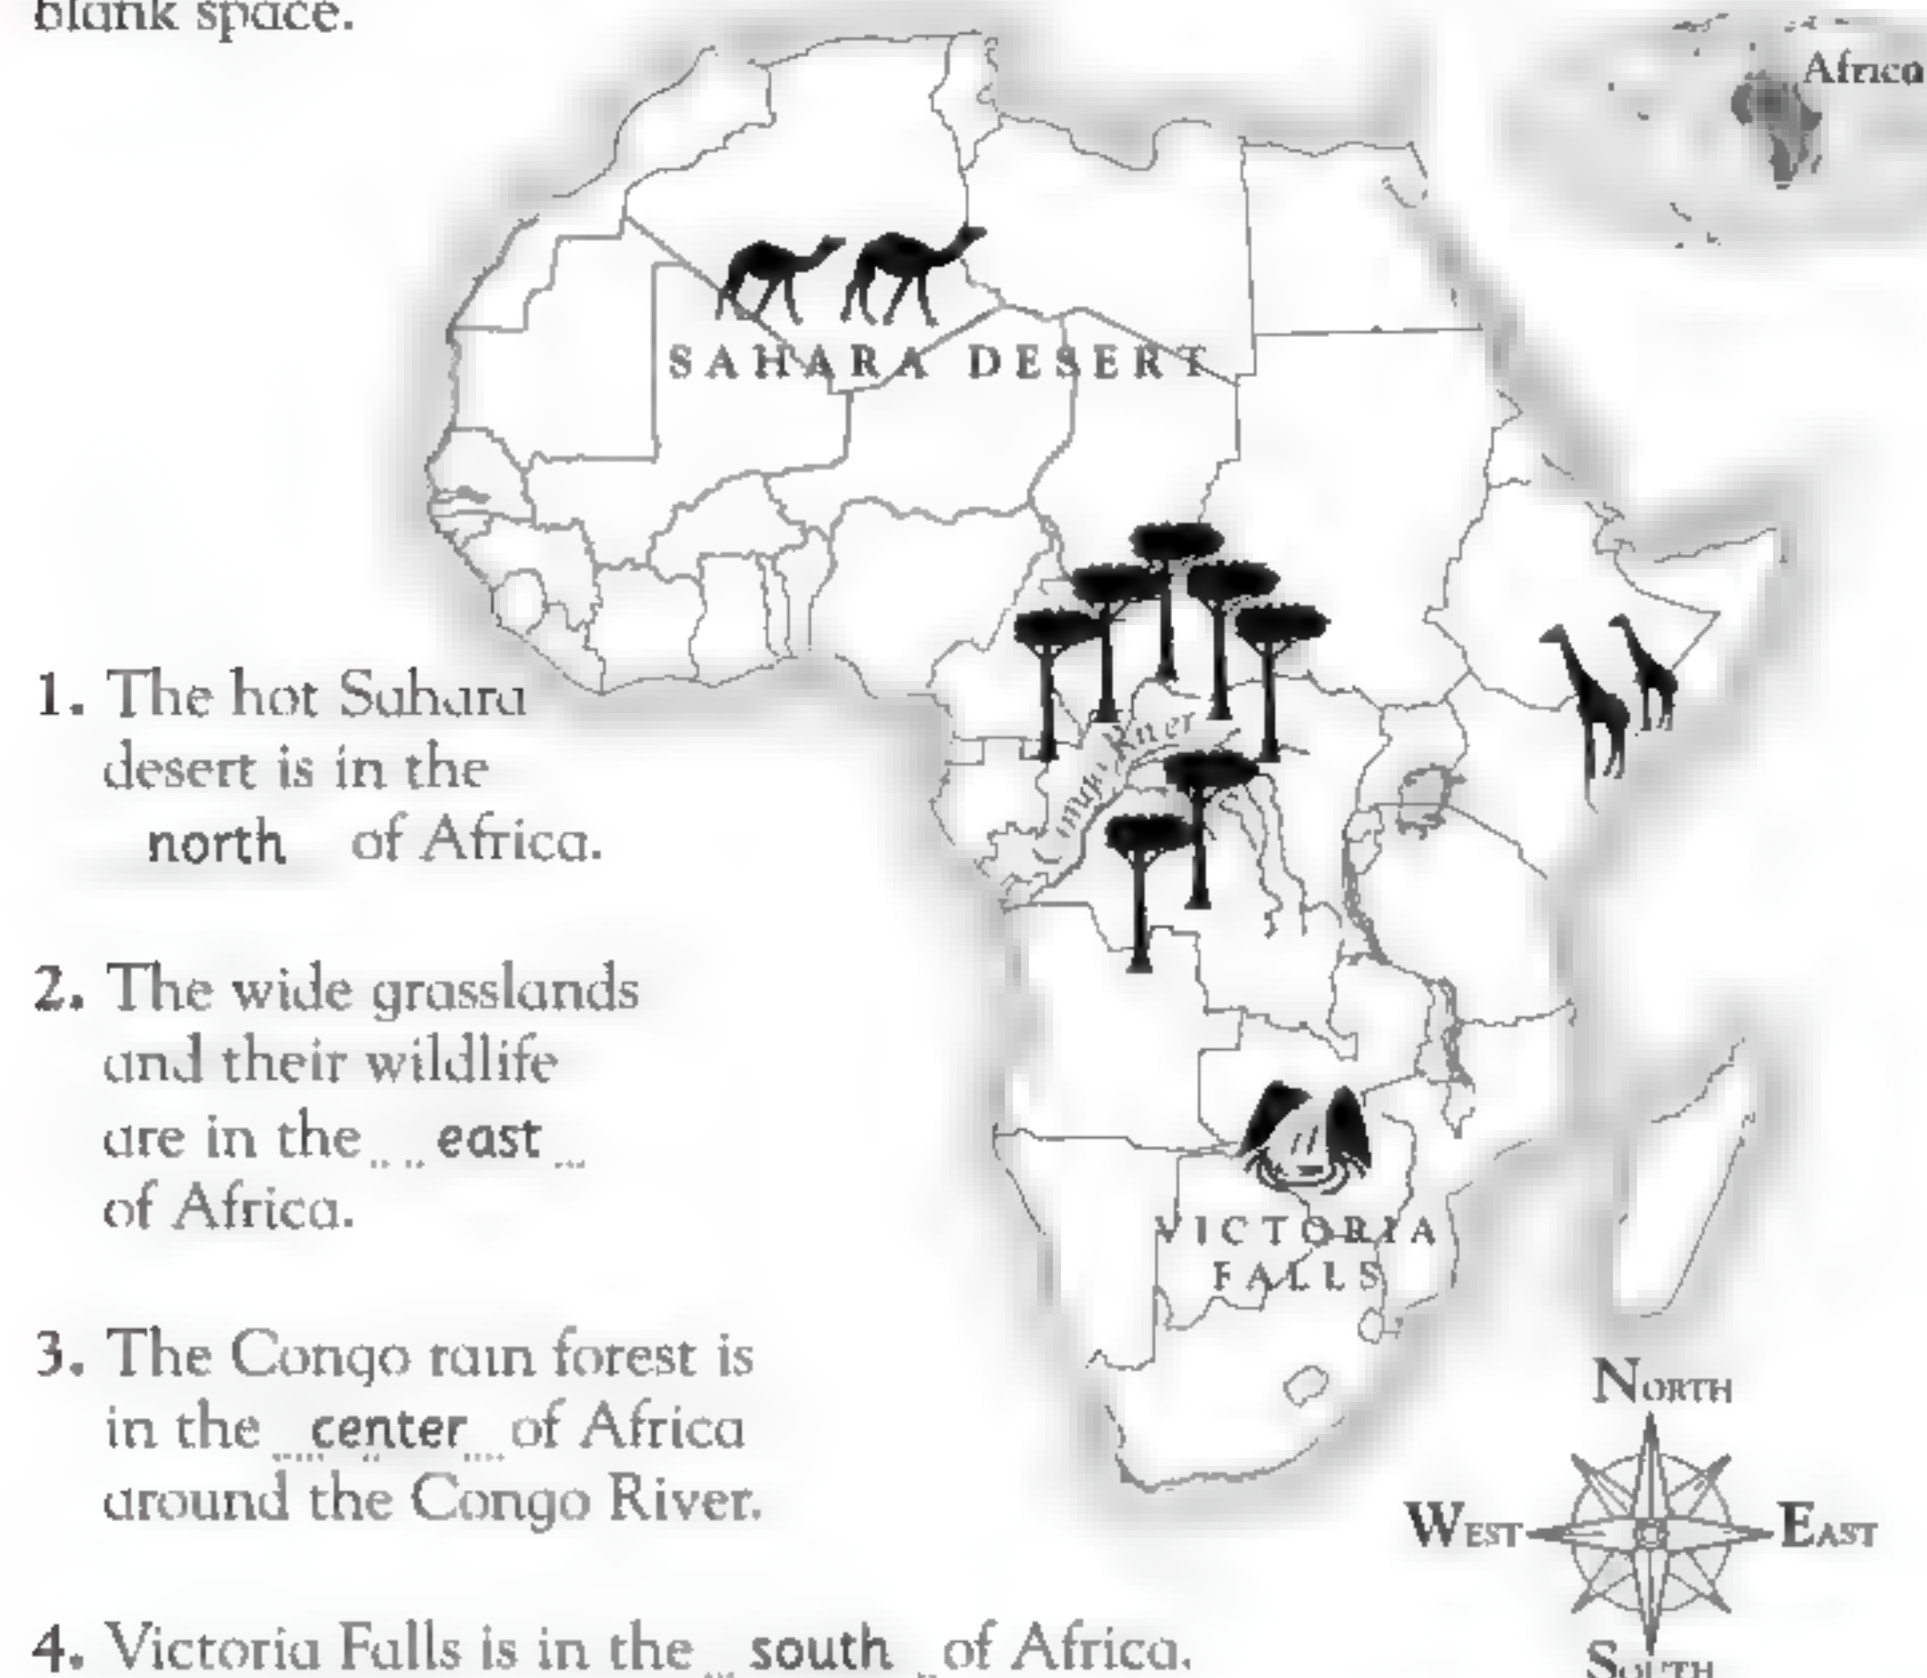 blank space.
Africa
SAHARA DESERT
1. The hot Sahara
desert is in the
north of Africa.
Congo River
2. The wide grasslands
and their wildlife
are in the east
of Africa.
VICTORIA
FALLS
3. The Congo rain forest is
in the center of Africa
around the Congo River.
NORTH
WEST EAST
SOUTH
4. Victoria Falls is in the south of Africa.